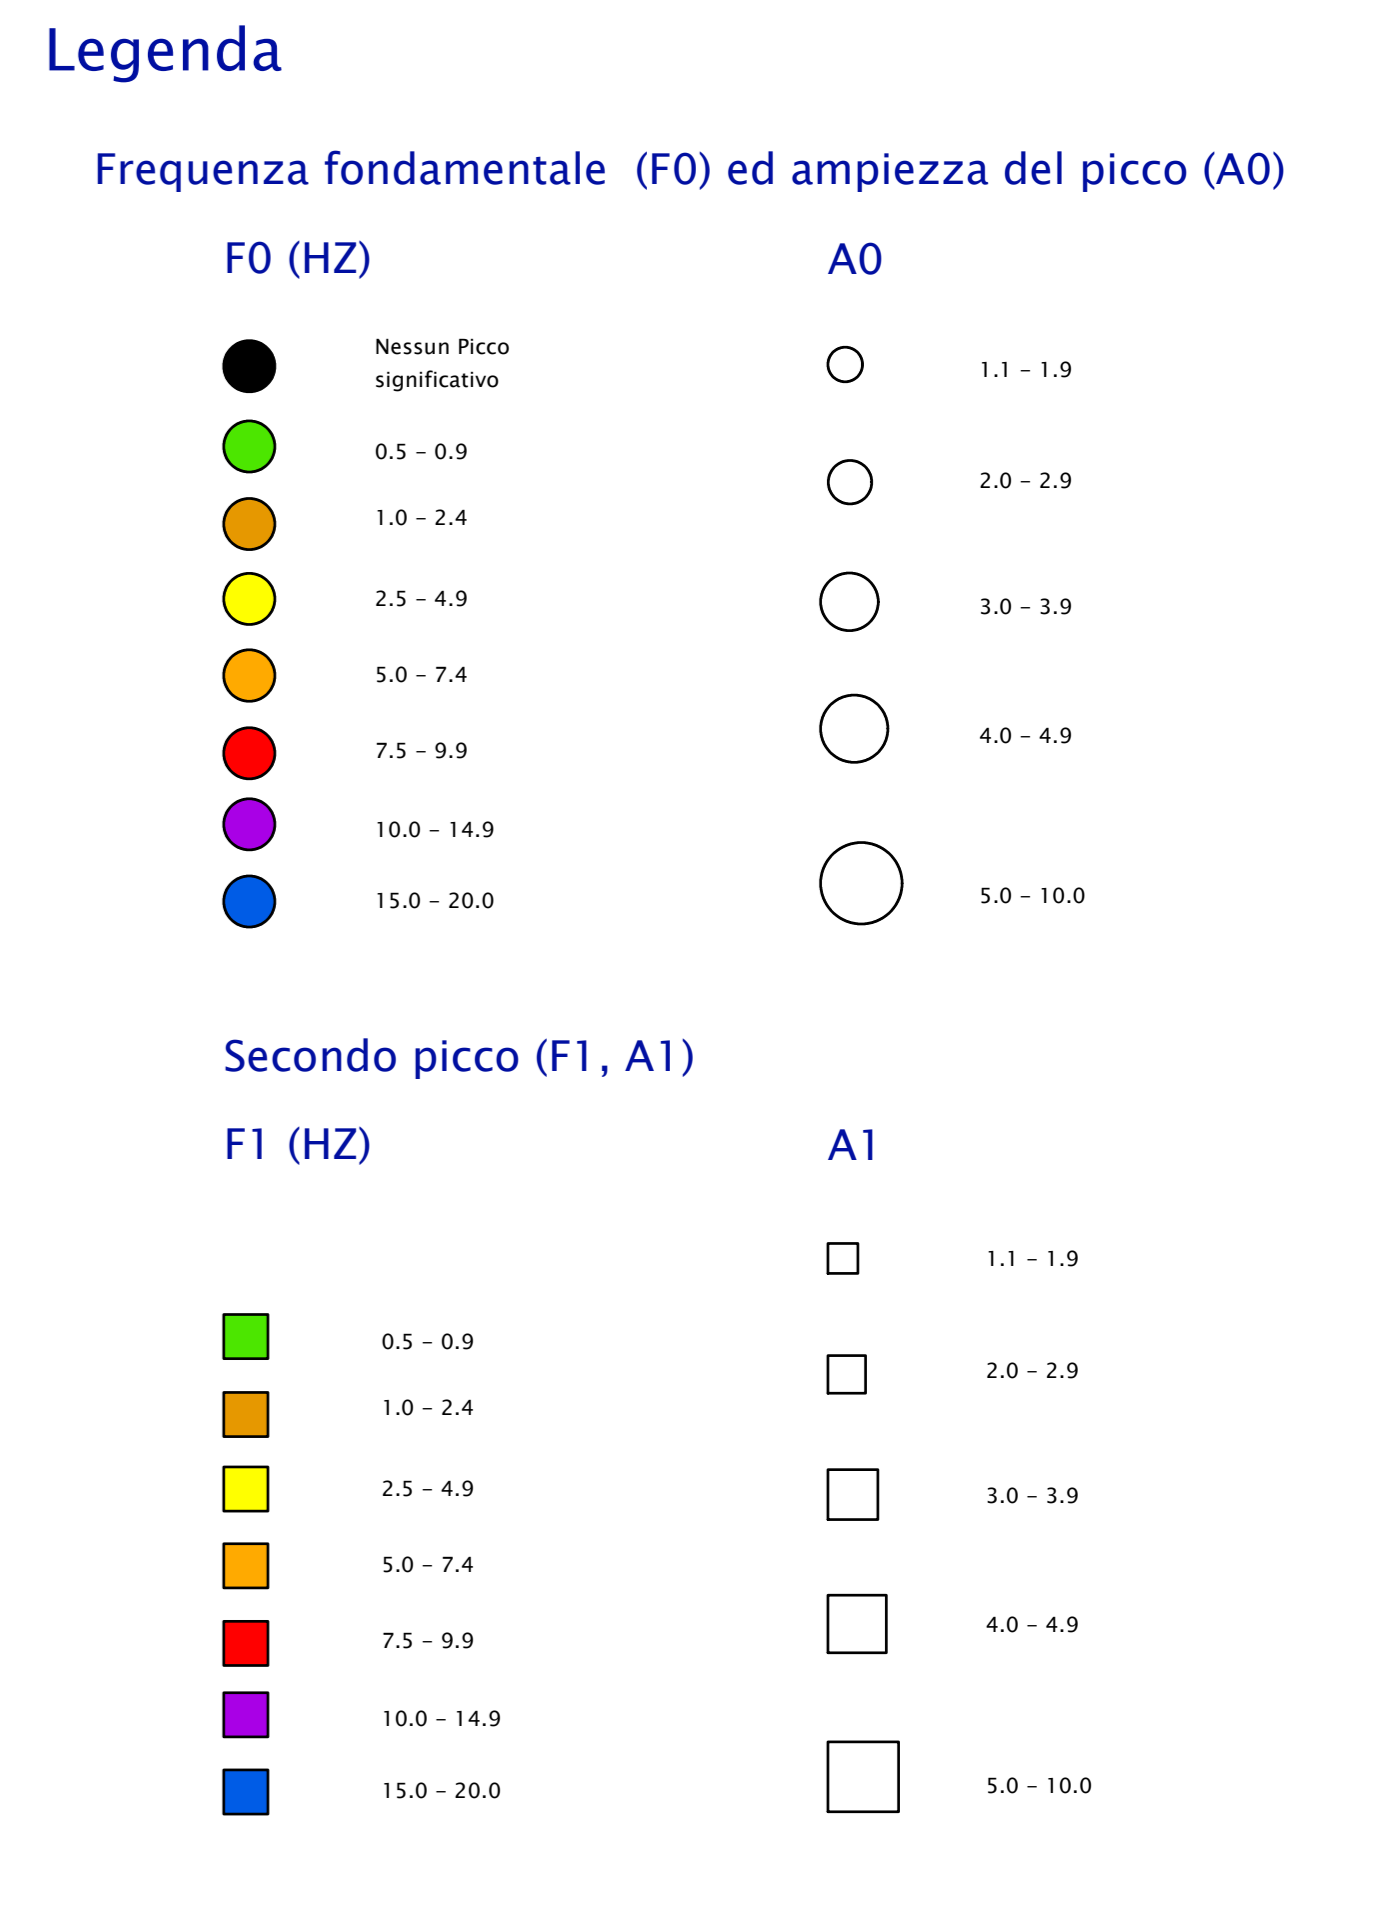 Legenda
Frequenza fondamentale  (F0) ed ampiezza del picco (A0)
F0 (HZ)
A0
Nessun Picco
significativo
1.1 – 1.9
0.5 – 0.9
2.0 – 2.9
1.0 – 2.4
2.5 – 4.9
3.0 – 3.9
5.0 – 7.4
4.0 – 4.9
7.5 – 9.9
10.0 – 14.9
5.0 – 10.0
15.0 – 20.0
Secondo picco (F1, A1)
F1 (HZ)
A1
1.1 – 1.9
0.5 – 0.9
2.0 – 2.9
1.0 – 2.4
2.5 – 4.9
3.0 – 3.9
5.0 – 7.4
4.0 – 4.9
7.5 – 9.9
10.0 – 14.9
5.0 – 10.0
15.0 – 20.0